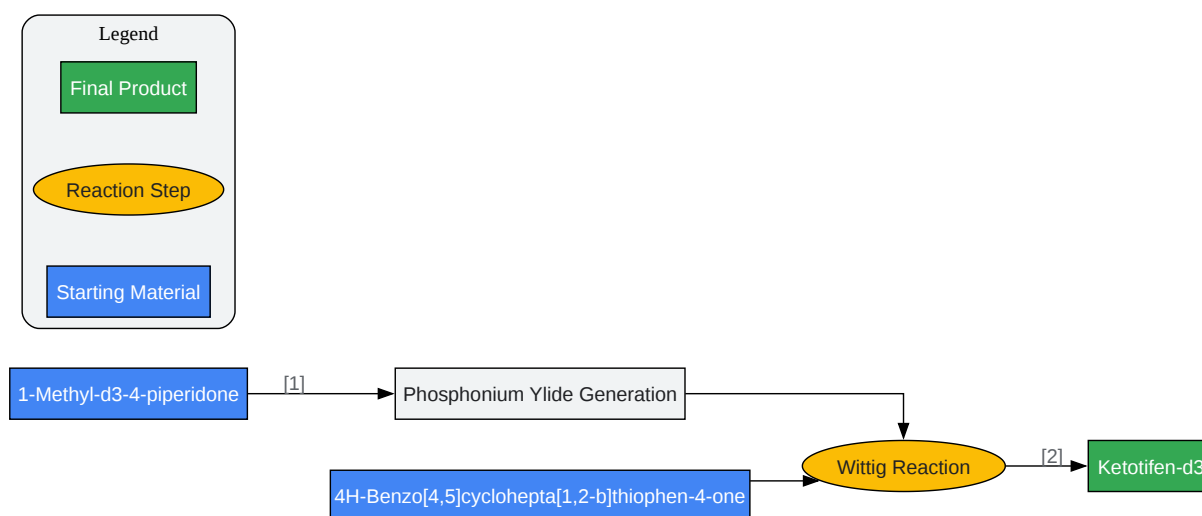 Legend
Final Product
Reaction Step
Starting Material
1-Methyl-d3-4-piperidone
[1]
Phosphonium Ylide Generation
4H-Benzo[4,5]cyclohepta[1,2-b]thiophen-4-one
Wittig Reaction
[2]
Ketotifen-d3